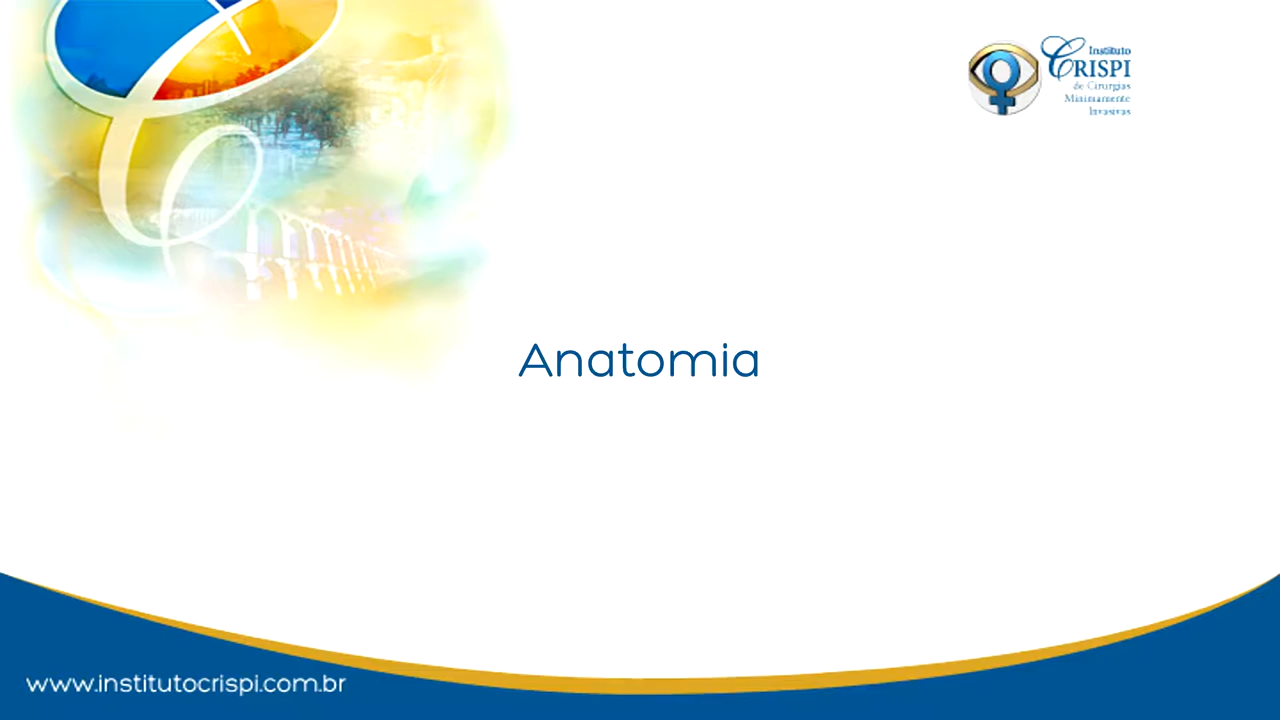 Instituto
CRISPI
de Cirurgias
Minimamente
Invasivas
Anatomia
www.institutocrispi.com.br